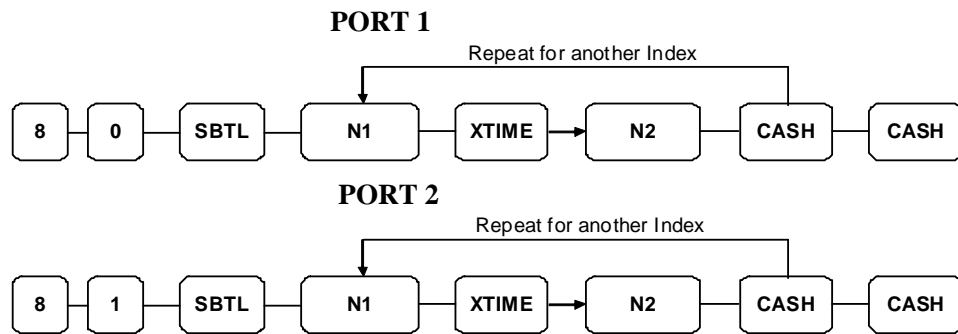 PORT 1
Repeat for another Index
8 0 SBTL N1 XTIME N2 CASH CASH
PORT 2
Repeat for another Index
8 1 SBTL N1 XTIME N2 CASH CASH